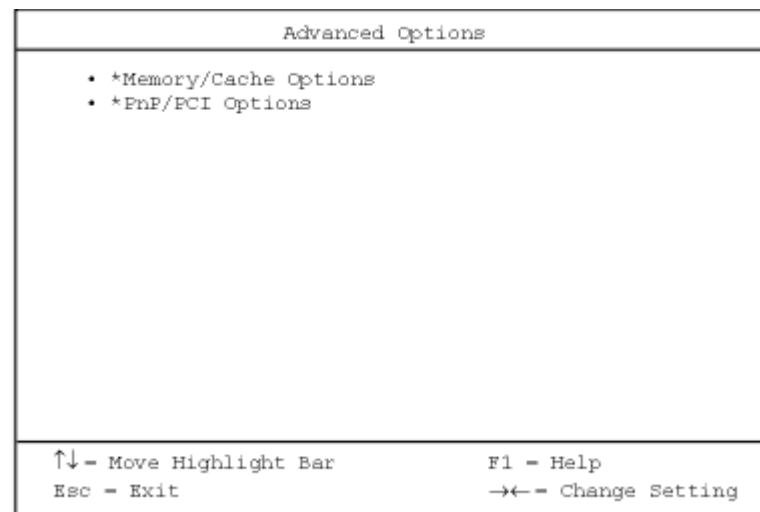 Advanced Options
• *Memory/Cache Options
• *PnP/PCI Options
↑↓ = Move Highlight Bar F1 = Help
Esc = Exit →← = Change Setting